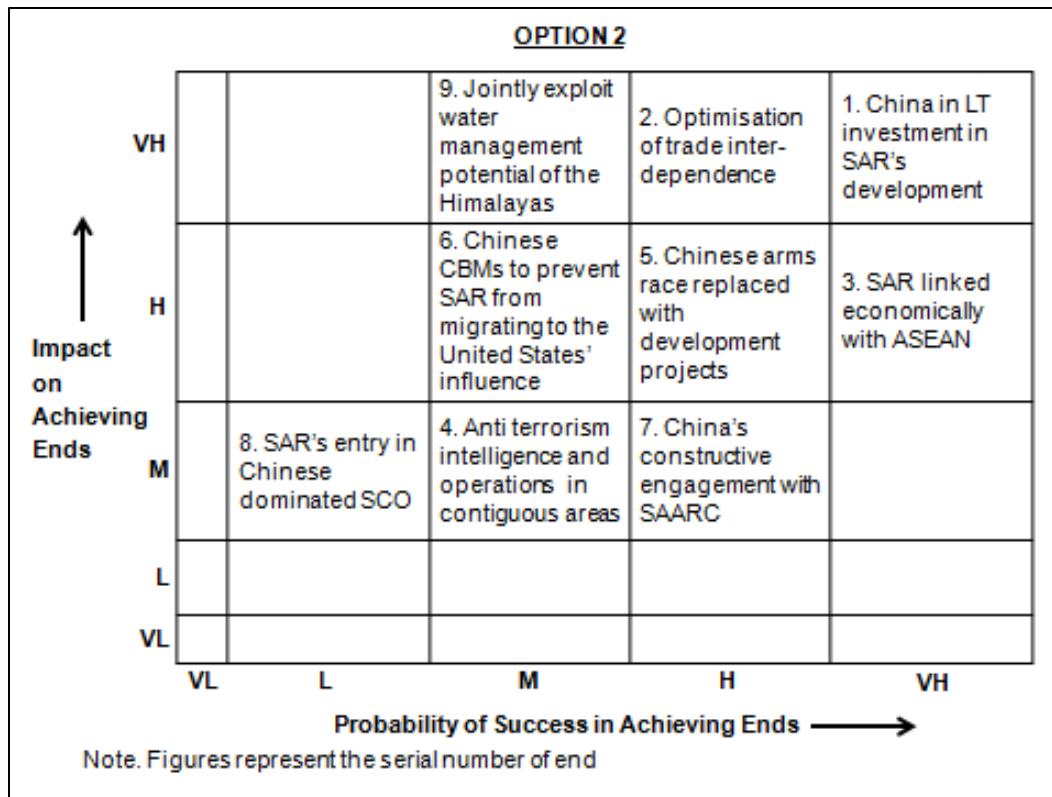 OPTION 2
VH
9. Jointly exploit
water
management
potential of the
Himalayas
2. Optimisation
of trade inter-
dependence
1. China in LT
investment in
SAR's
development
H
6. Chinese
CBMs to prevent
SAR from
migrating to the
United States'
influence
5. Chinese arms
race replaced
with
development
projects
3. SAR linked
economically
with ASEAN
Impact
on
Achieving
Ends
M
8. SAR's entry in
Chinese
dominated SCO
4. Anti terrorism
intelligence and
operations in
contiguous areas
7. China's
constructive
engagement with
SAARC
L
VL
VL L M H VH
Probability of Success in Achieving Ends
Note. Figures represent the serial number of end